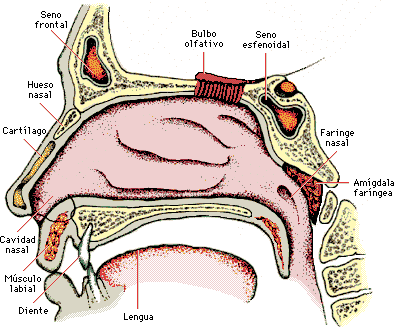 Seno
frontal
Bulbo
olfativo
Seno
esfenoidal
Hueso
nasal
Cartílago
Faringe
nasal
Amígdala
faríngea
Cavidad
nasal
Músculo
labial
Diente
Lengua